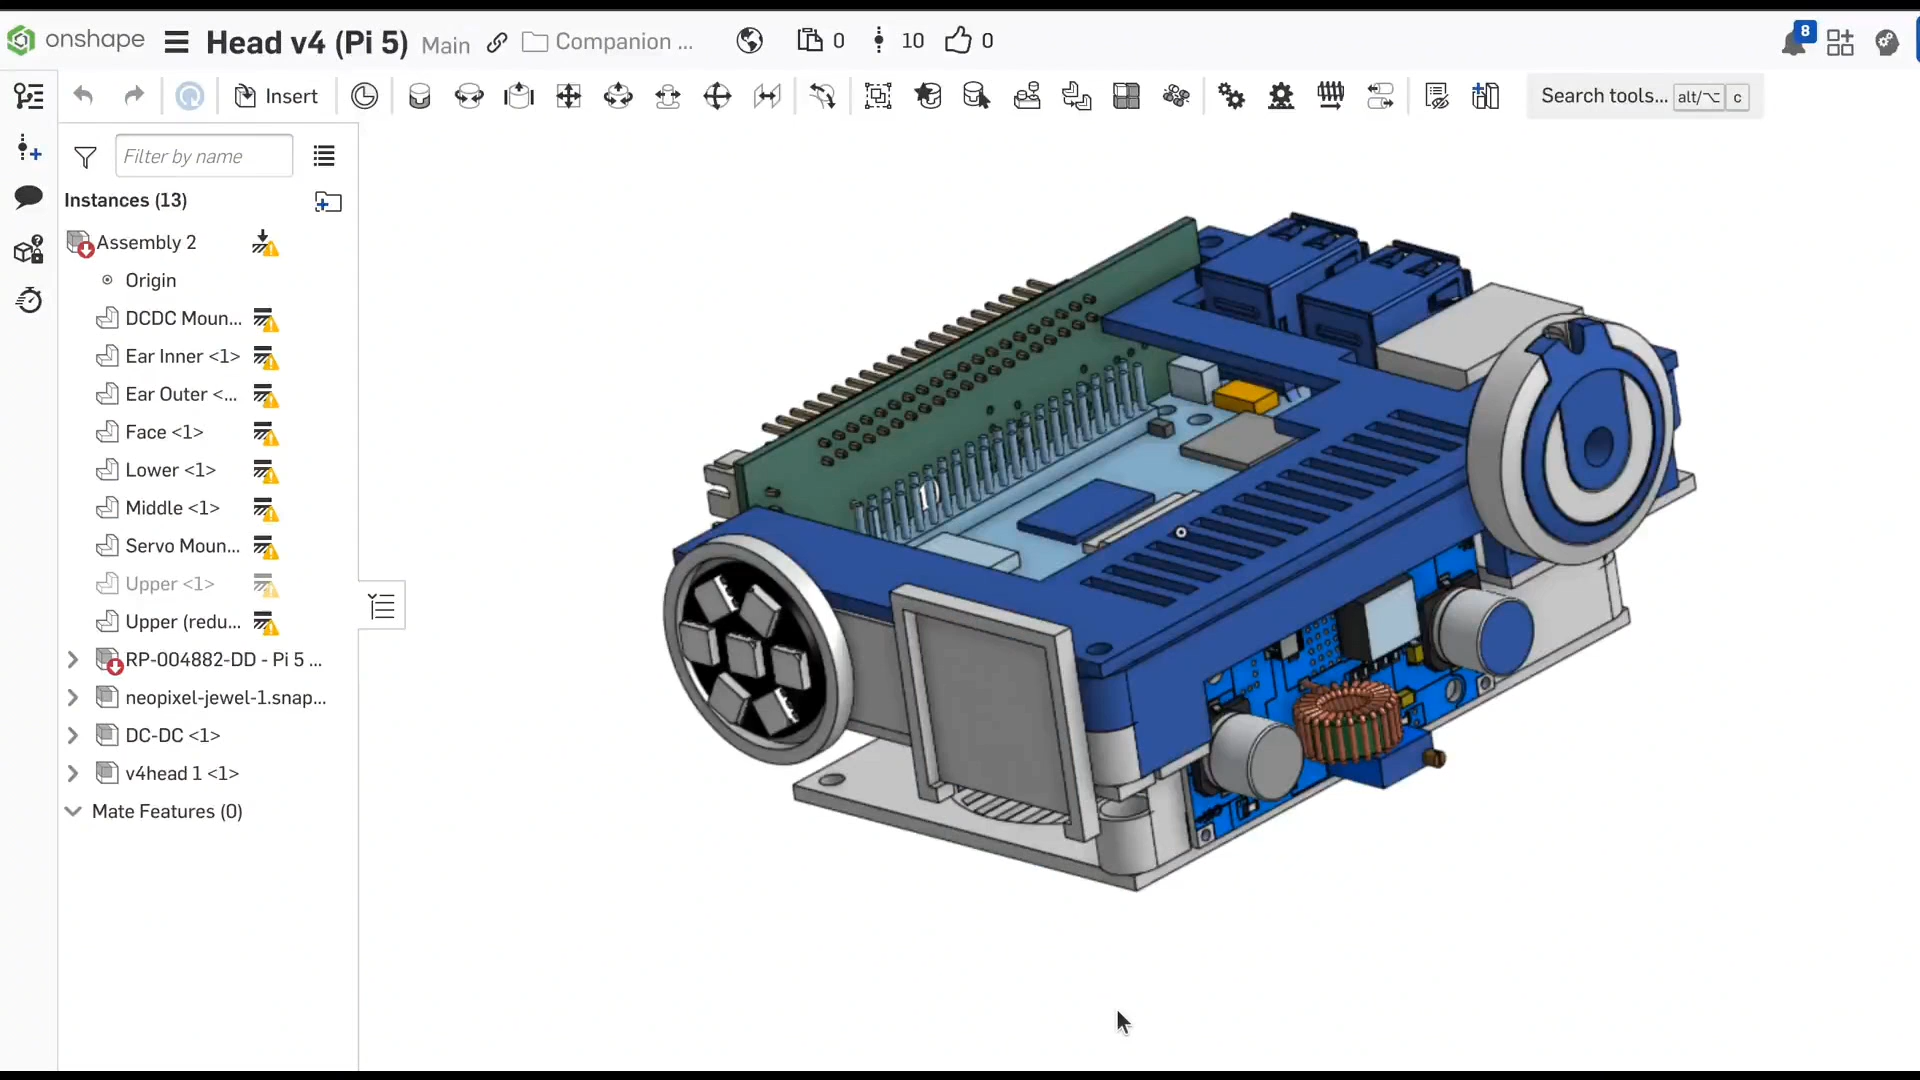 onshape Head v4 (Pi 5) Main Companion ... 0 10 0 8
Insert Search tools... alt/⌥ c
Filter by name
Instances (13)
Assembly 2
Origin
DCDC Moun...
Ear Inner <1>
Ear Outer <...
Face <1>
Lower <1>
Middle <1>
Servo Moun...
Upper <1>
Upper (redu...
RP-004882-DD - Pi 5 ...
neopixel-jewel-1.snap...
DC-DC <1>
v4head 1 <1>
Mate Features (0)